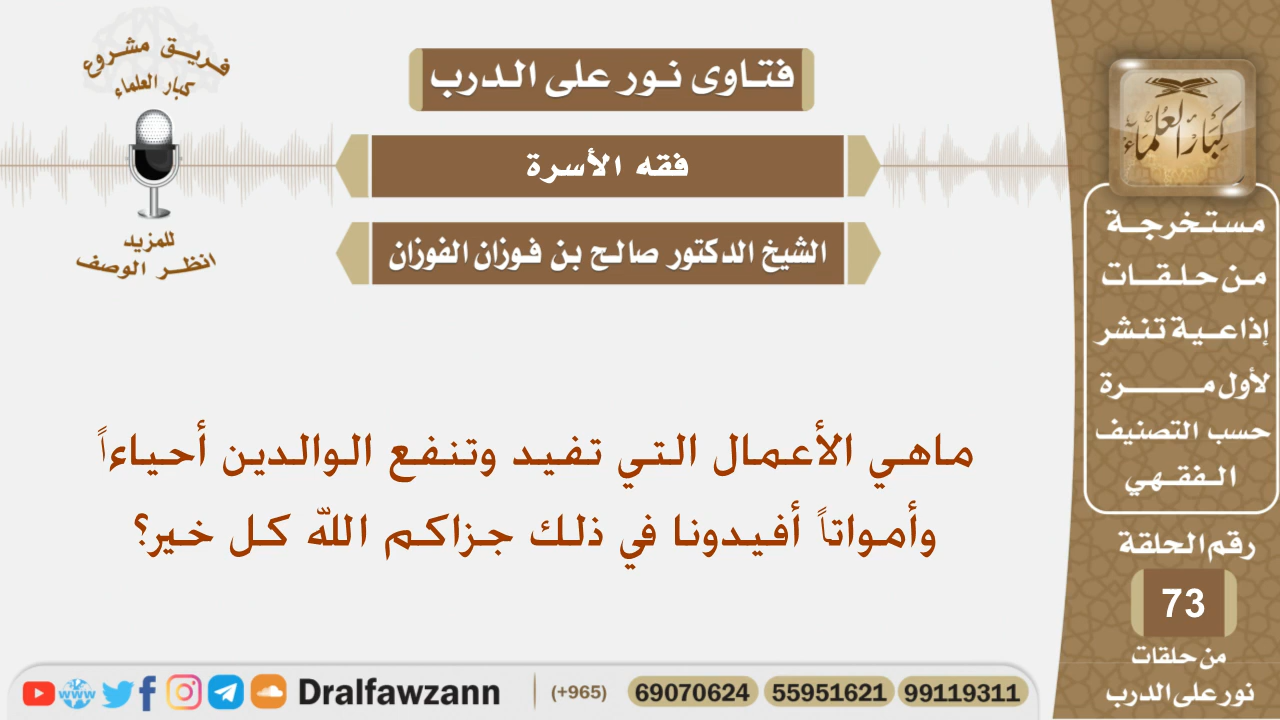 فريق مشروع
كبار العلماء
للمزيد
انظر الوصف
فتاوى نور على الدرب
فقه الأسرة
الشيخ الدكتور صالح بن فوزان الفوزان
ماهي الأعمال التي تفيد وتنفع الوالدين أحياءاً
وأمواتاً أفيدونا في ذلك جزاكم الله كل خير؟
كبار العلماء
مستخرجة
من حلقات
إذاعية تنشر
لأول مرة
حسب التصنيف
الفقهي
رقم الحلقة
73
من حلقات
نور على الدرب
www
Dralfawzann (+965) 69070624 55951621 99119311